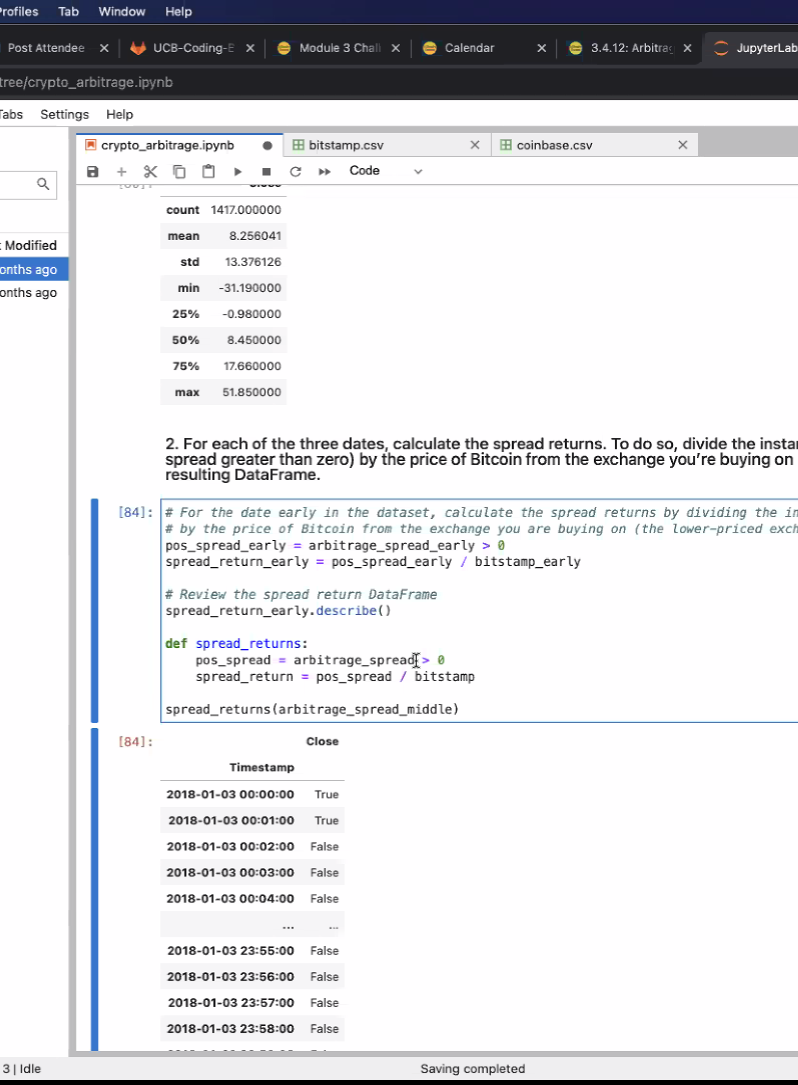 Profiles Tab Window Help
Post Attendee × UCB-Coding-E × Module 3 Chal × Calendar × 3.4.12: Arbitrag × JupyterLab
tree/crypto_arbitrage.ipynb
Tabs Settings Help
crypto_arbitrage.ipynb ● bitstamp.csv × coinbase.csv ×
Code
count 1417.000000
mean 8.256041
std 13.376126
min -31.190000
25% -0.980000
50% 8.450000
75% 17.660000
max 51.850000
Modified
onths ago
onths ago
2. For each of the three dates, calculate the spread returns. To do so, divide the insta
spread greater than zero) by the price of Bitcoin from the exchange you're buying on
resulting DataFrame.
[84]: # For the date early in the dataset, calculate the spread returns by dividing the in
# by the price of Bitcoin from the exchange you are buying on (the lower-priced exch
pos_spread_early = arbitrage_spread_early > 0
spread_return_early = pos_spread_early / bitstamp_early
# Review the spread return DataFrame
spread_return_early.describe()
def spread_returns:
pos_spread = arbitrage_spread > 0
spread_return = pos_spread / bitstamp
spread_returns(arbitrage_spread_middle)
[84]: Close
Timestamp
2018-01-03 00:00:00 True
2018-01-03 00:01:00 True
2018-01-03 00:02:00 False
2018-01-03 00:03:00 False
2018-01-03 00:04:00 False
... ...
2018-01-03 23:55:00 False
2018-01-03 23:56:00 False
2018-01-03 23:57:00 False
2018-01-03 23:58:00 False
3 | Idle Saving completed